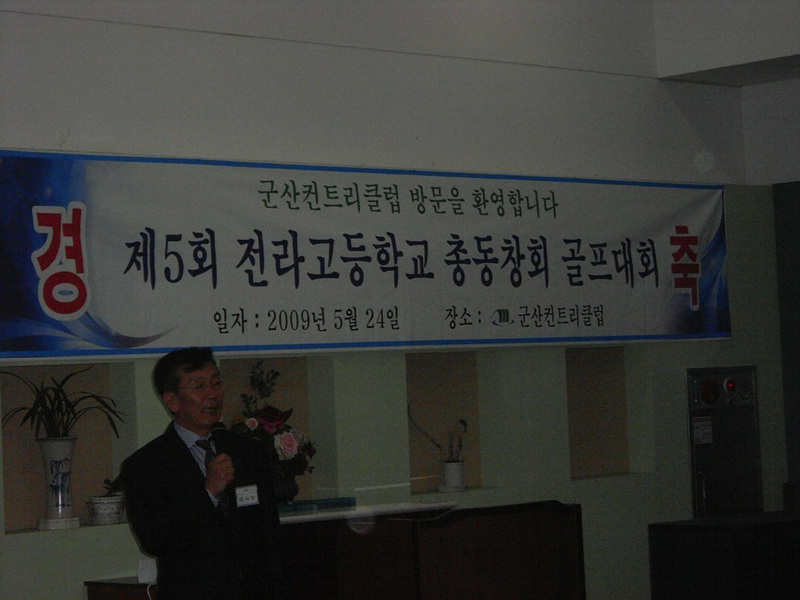 군산컨트리클럽 방문을 환영합니다
경 제5회 전라고등학교 총동창회 골프대회 축
일자 : 2009년 5월 24일 장소 : 군산컨트리클럽